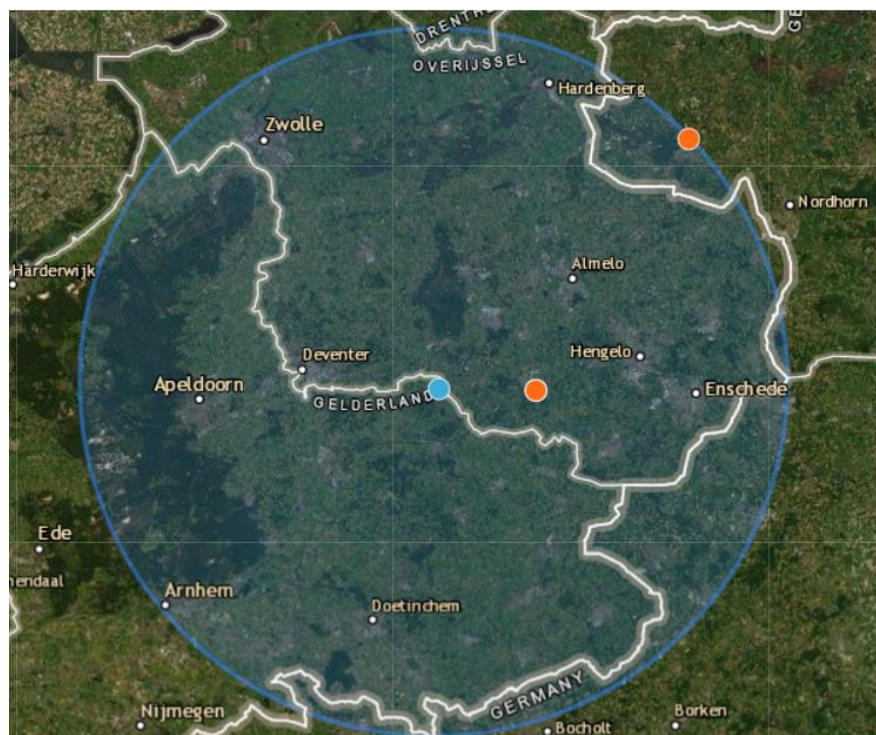 DRENTHE
OVERIJSSEL
Hardenberg
Zwolle
Nordhorn
Harderwijk
Almelo
Deventer
Hengelo
Apeldoorn
Enschede
GELDERLAND
Ede
Arnhem
Doetinchem
GERMANY
Nijmegen
Borken
Bocholt